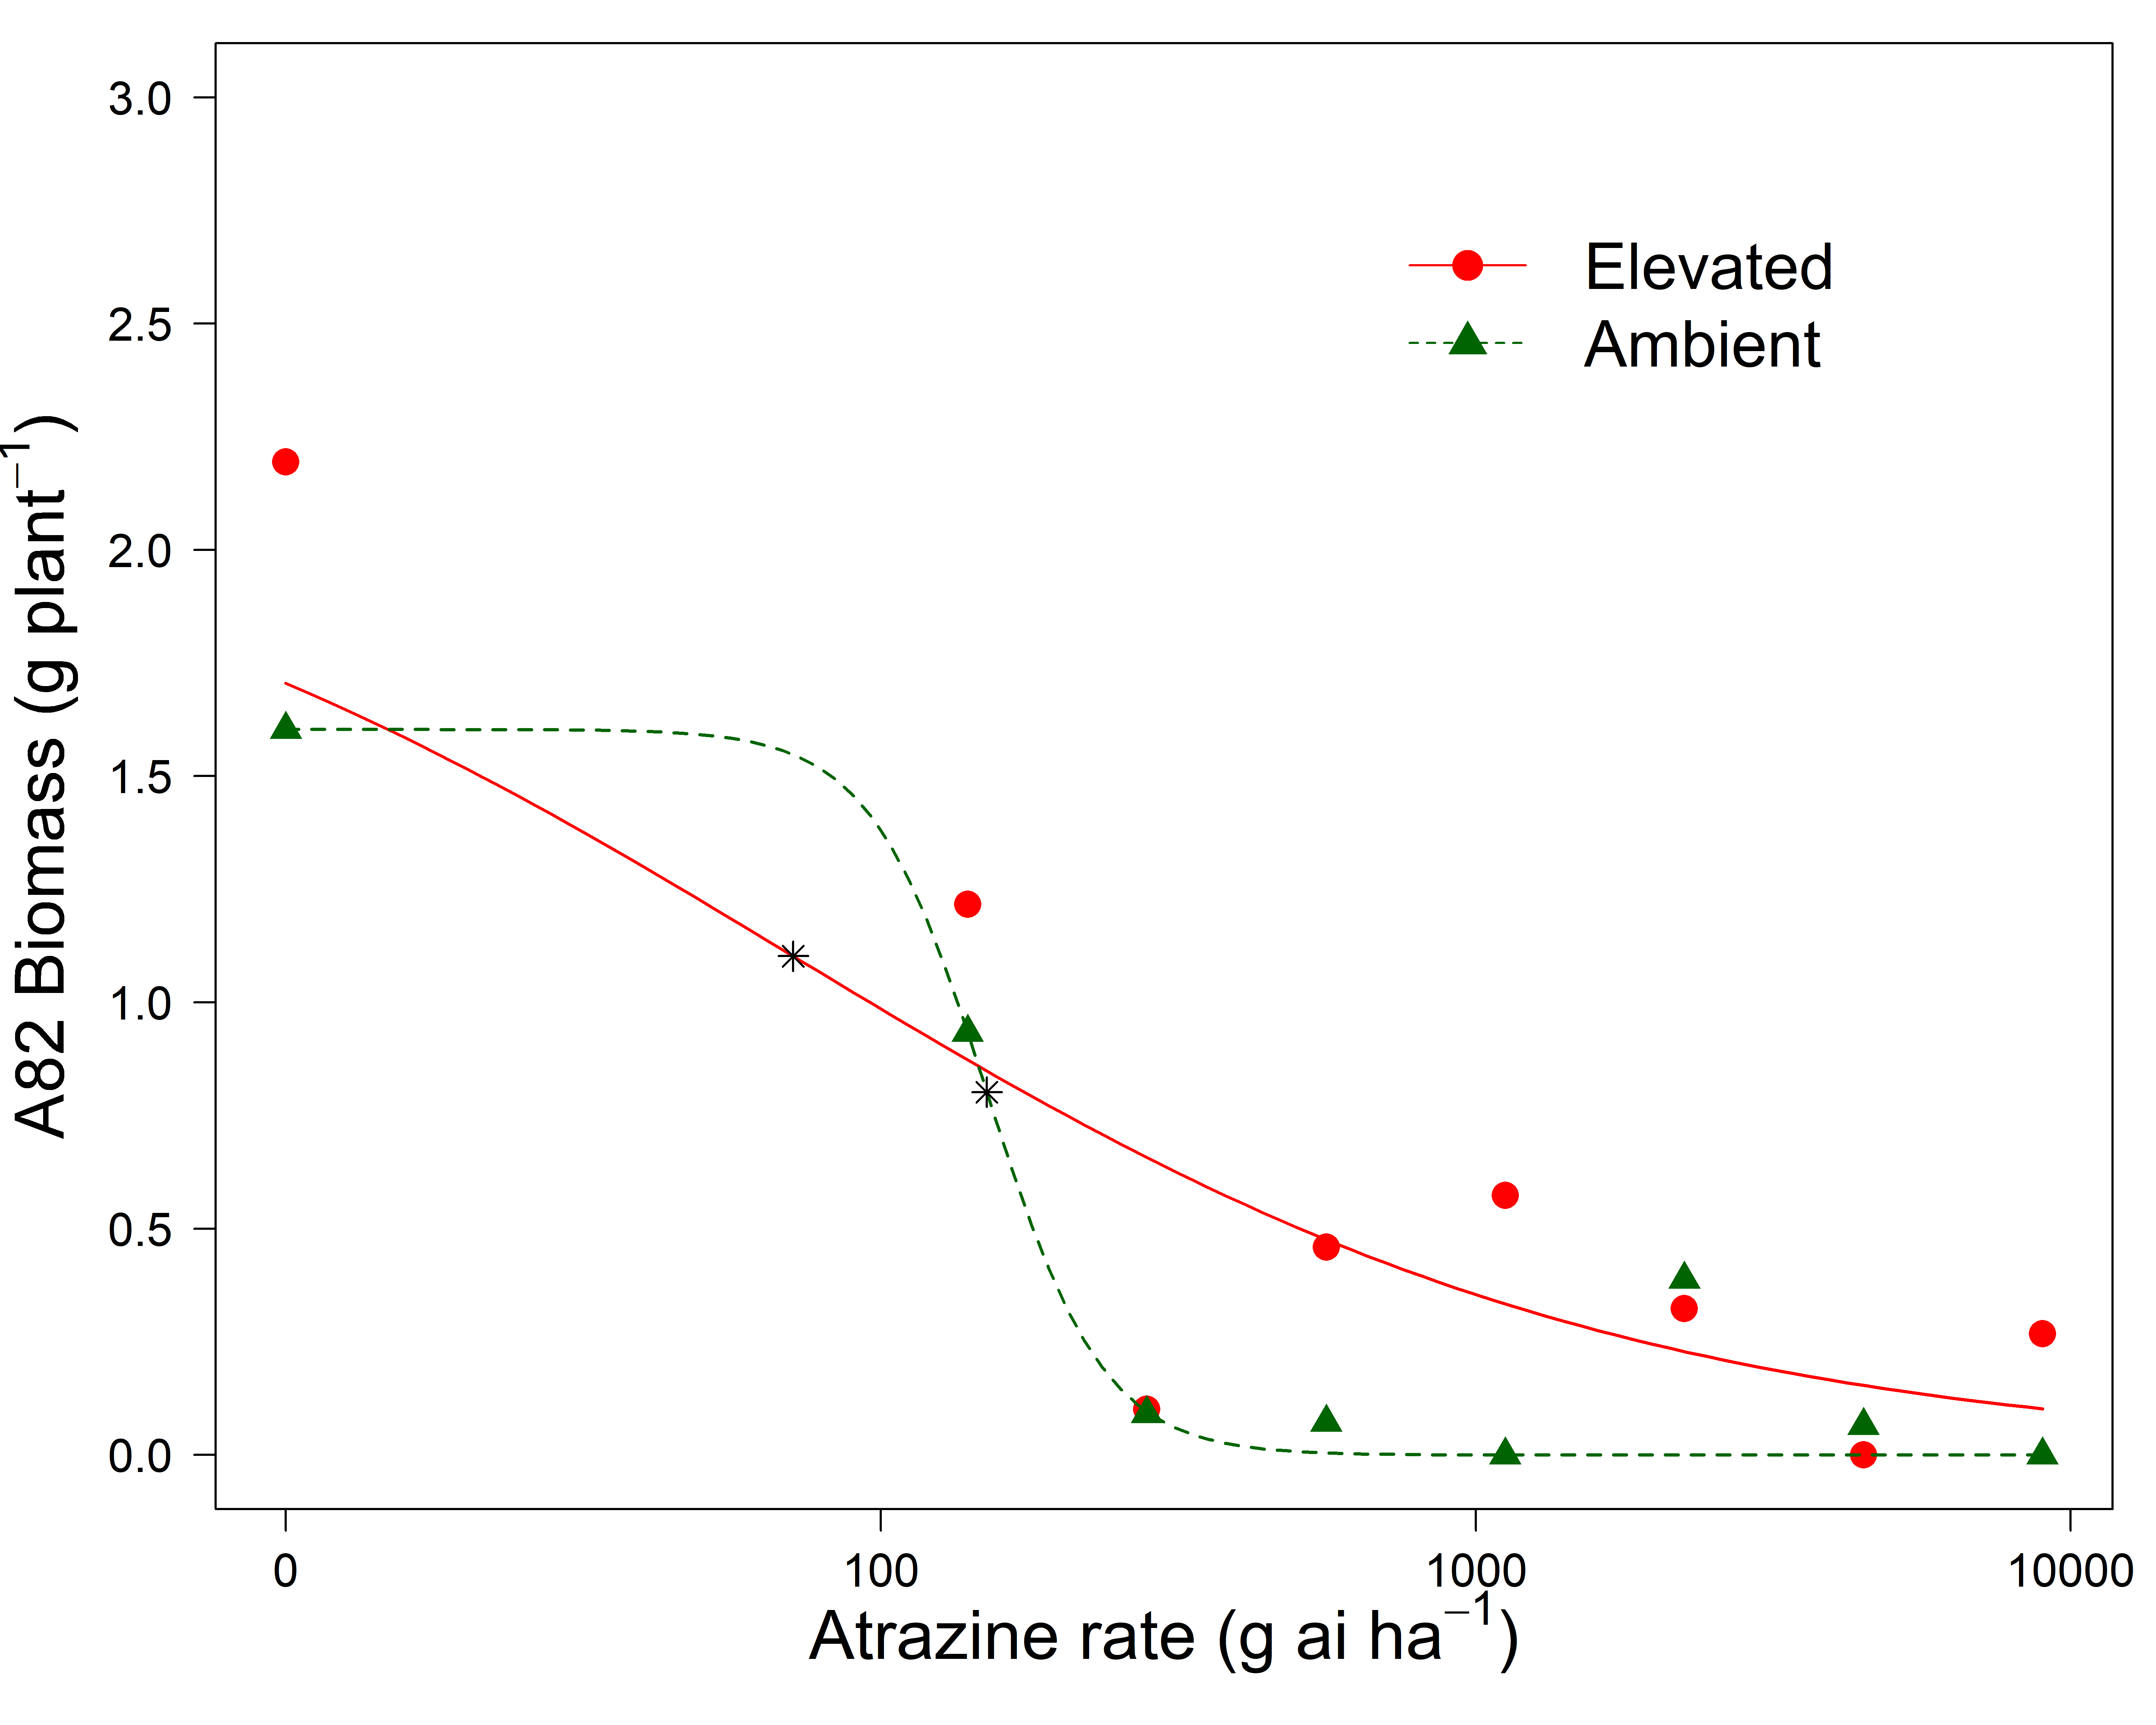 3.0
2.5
2.0
1.5
1.0
0.5
0.0
A82 Biomass (g plant⁻¹)
Elevated
Ambient
0 100 1000 10000
Atrazine rate (g ai ha⁻¹)